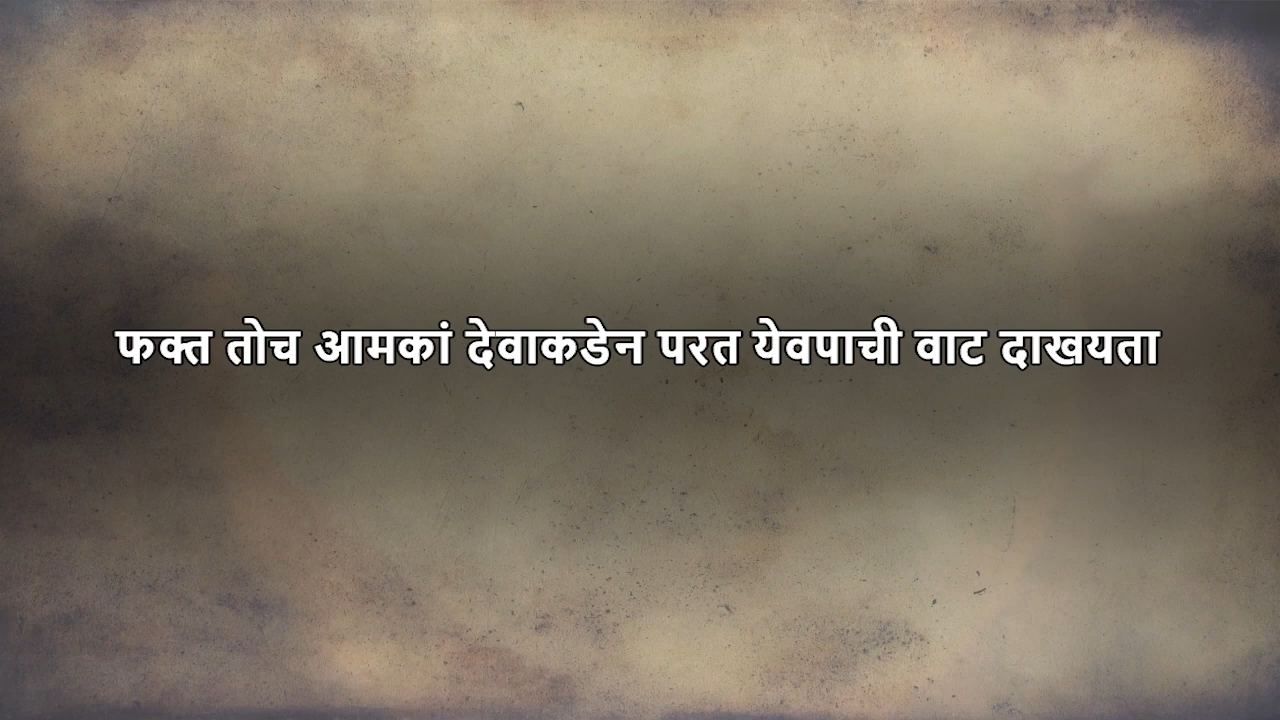 फक्त तोच आमकां देवाकडेन परत येवपाची वाट दाखयता